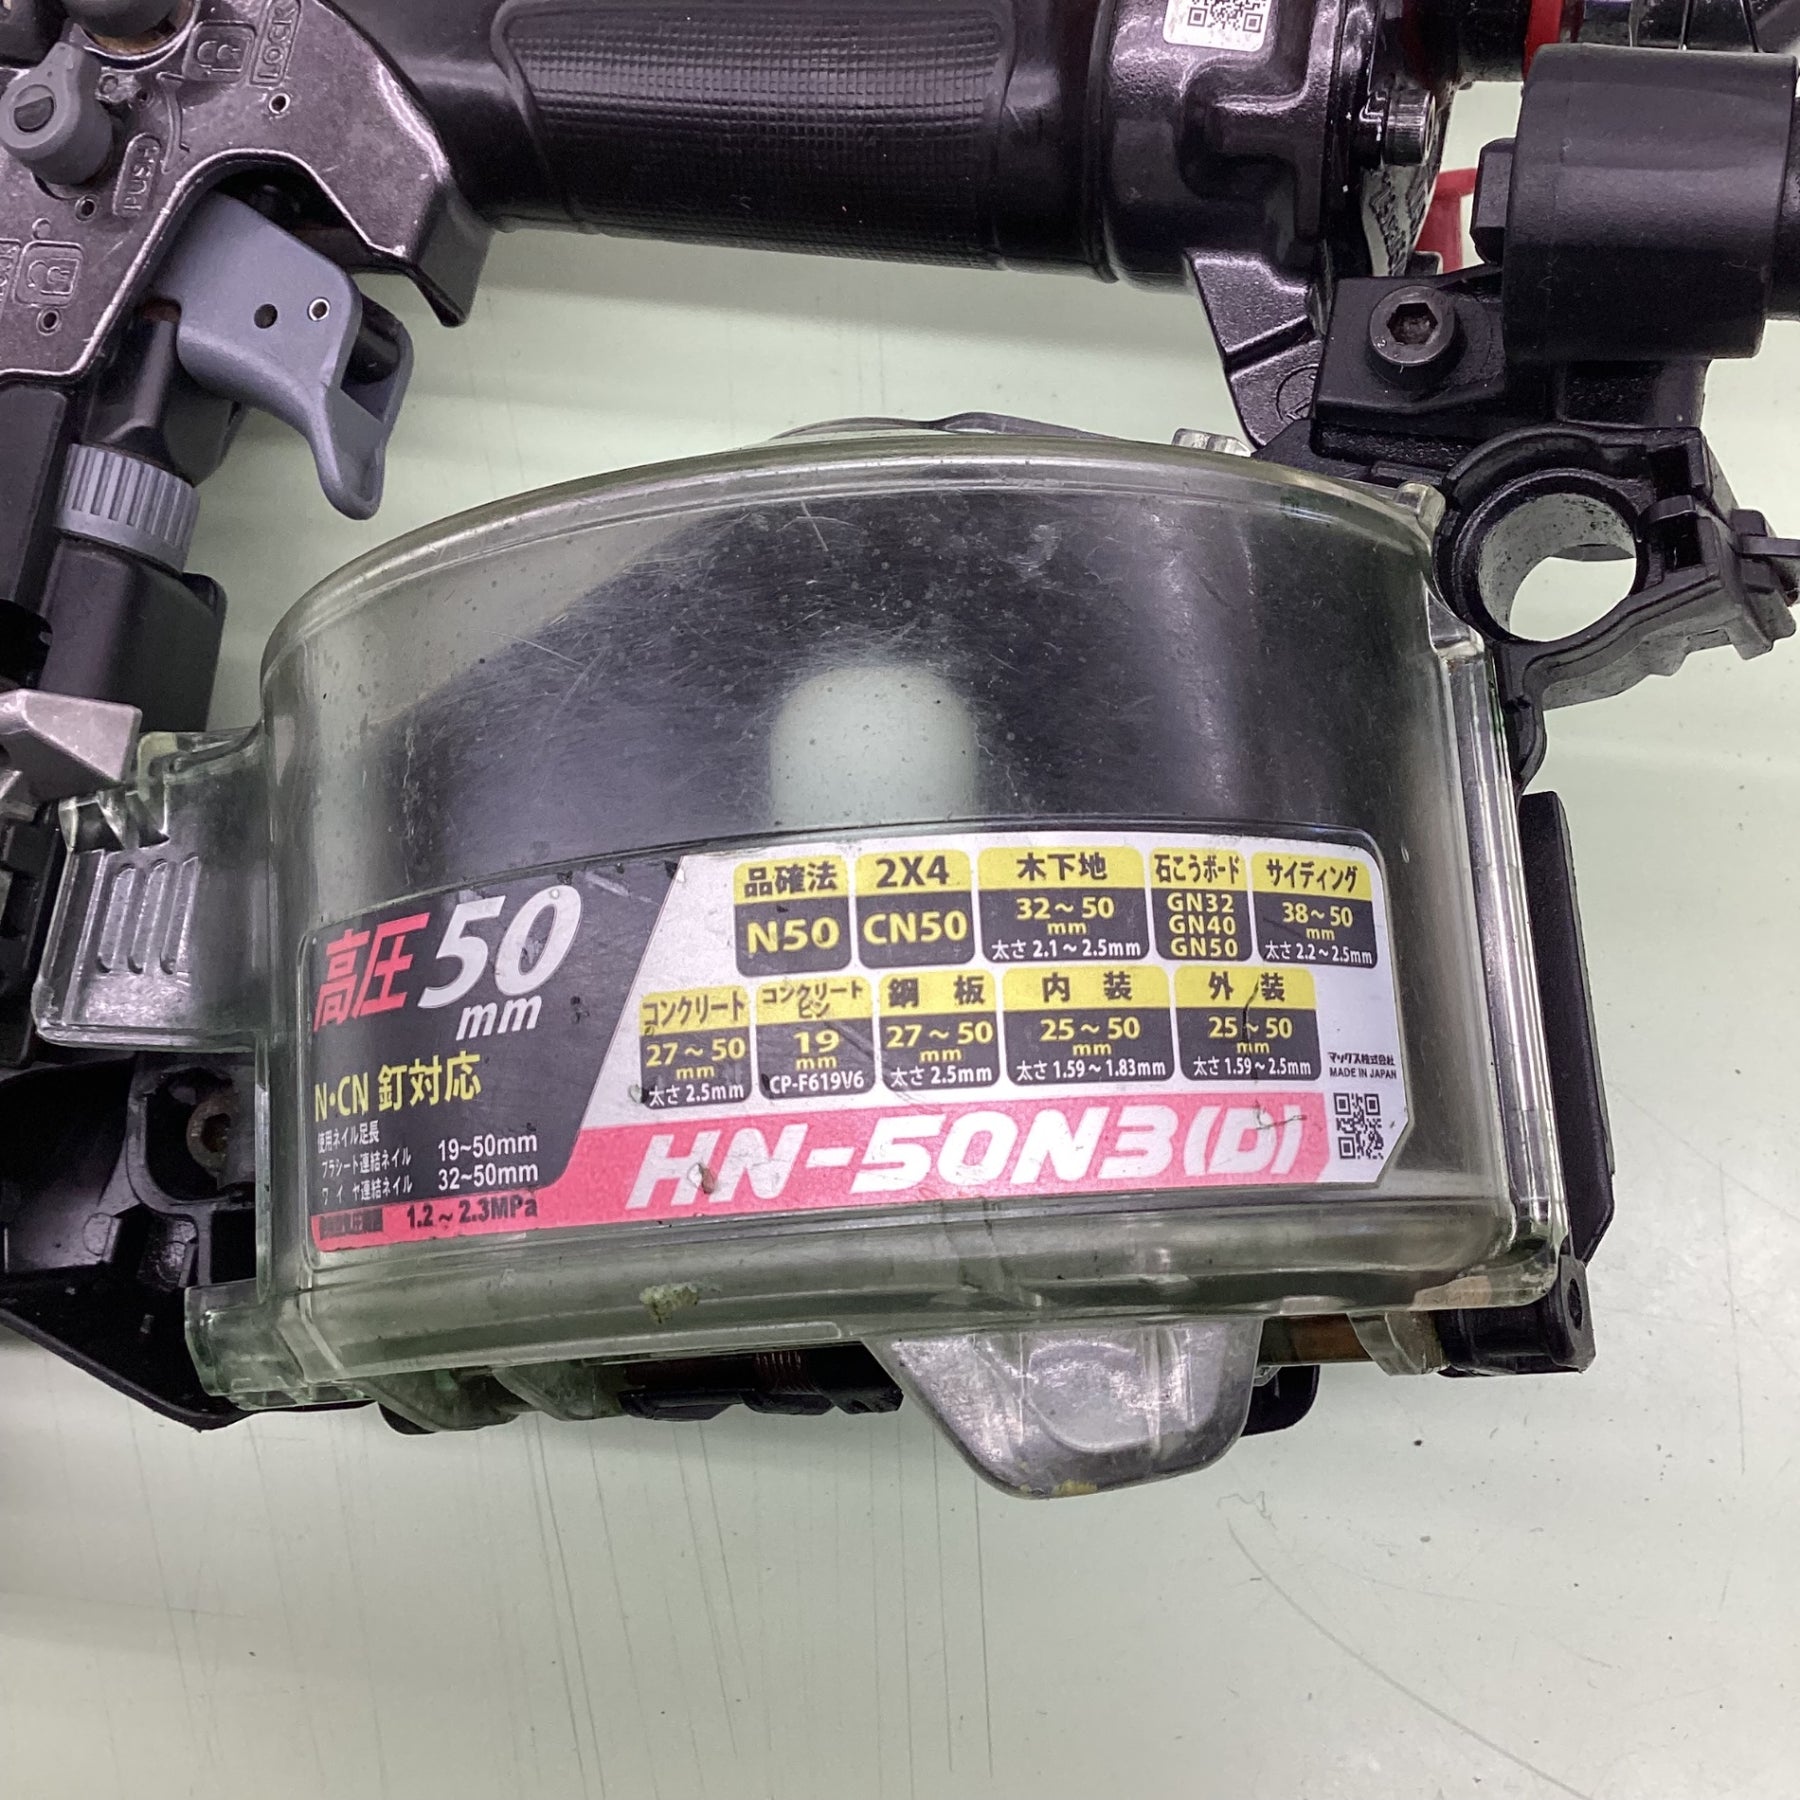 LOCK
PUSH
高圧 50
mm
N・CN 釘対応
使用ネイル足長
プラシート連結ネイル 19~50mm
ワイヤ連結ネイル 32~50mm
1.2~2.3MPa
品確法
N50
2X4
CN50
木下地
32~50
mm
太さ 2.1~2.5mm
石こうボード
GN32
GN40
GN50
サイディング
38~50
mm
太さ 2.2~2.5mm
コンクリート
27~50
mm
太さ 2.5mm
コンクリート
ピン
19
mm
CP-F619V6
鋼 板
27~50
mm
太さ 2.5mm
内 装
25~50
mm
太さ 1.59~1.83mm
外 装
25~50
mm
太さ 1.59~2.5mm
マックス株式会社
MADE IN JAPAN
HN-50N3(D)